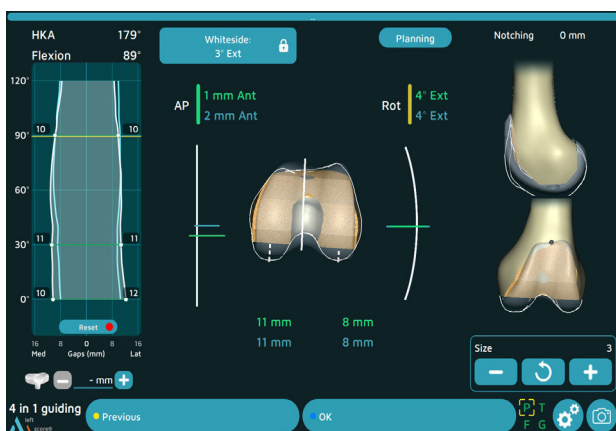 HKA 179°
Flexion 89°
Whiteside:
3° Ext
Planning
Notching 0 mm
AP
1 mm Ant
2 mm Ant
Rot
4° Ext
4° Ext
120°
90°
60°
30°
0°
10 10
11 11
10 12
Reset
16 8 0 8 16
Med Gaps (mm) Lat
- mm +
11 mm 8 mm
11 mm 8 mm
Size 3
- +
4 in 1 guiding
left
score
Previous
OK
P T
F G